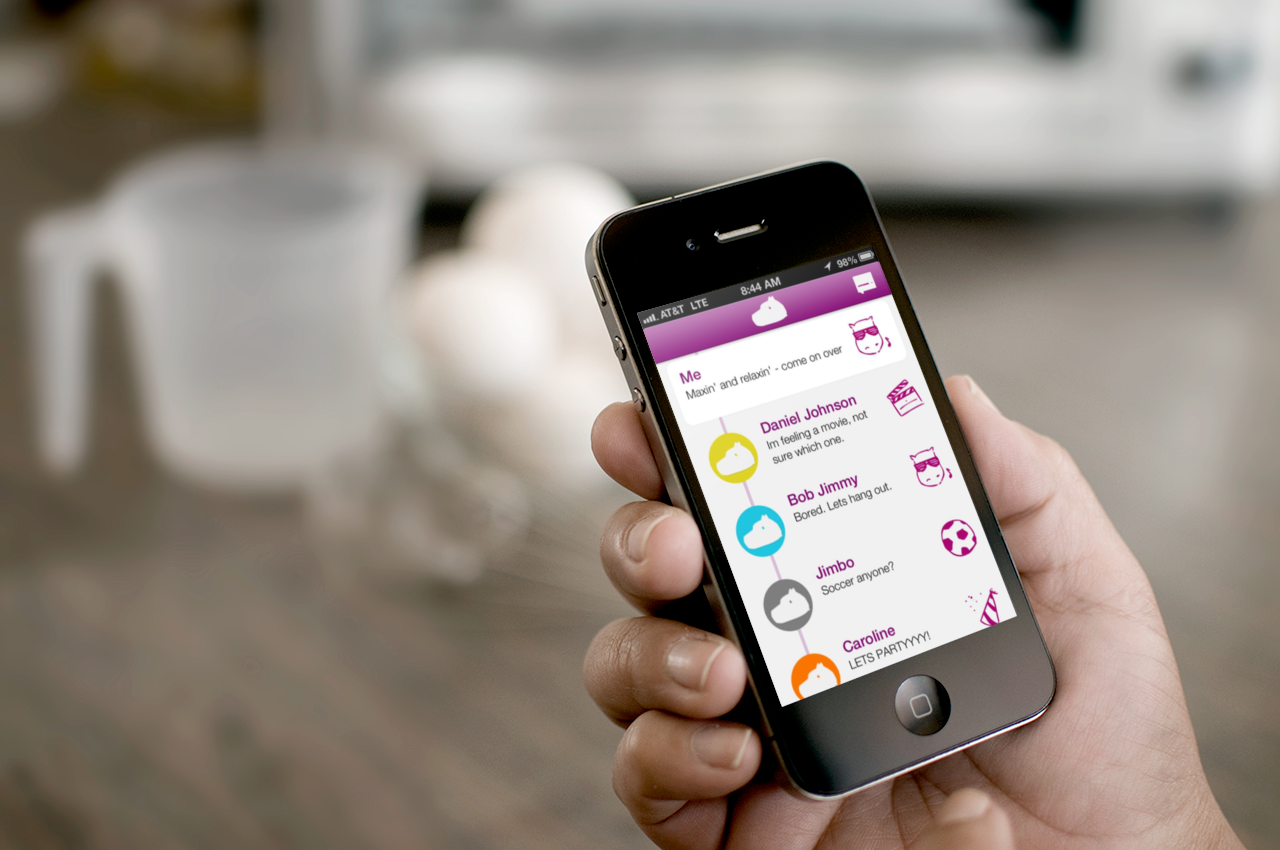 AT&T LTE 8:44 AM 98%
Me
Maxin' and relaxin' - come on over
Daniel Johnson
Im feeling a movie, not
sure which one.
Bob Jimmy
Bored. Lets hang out.
Jimbo
Soccer anyone?
Caroline
LETS PARTYYYY!